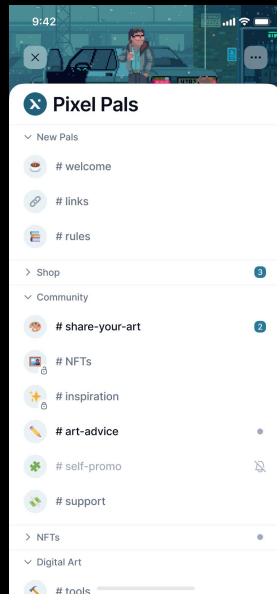 9:42
Pixel Pals
New Pals
# welcome
# links
# rules
Shop
3
Community
# share-your-art
2
# NFTs
# inspiration
# art-advice
# self-promo
# support
NFTs
Digital Art
# tools